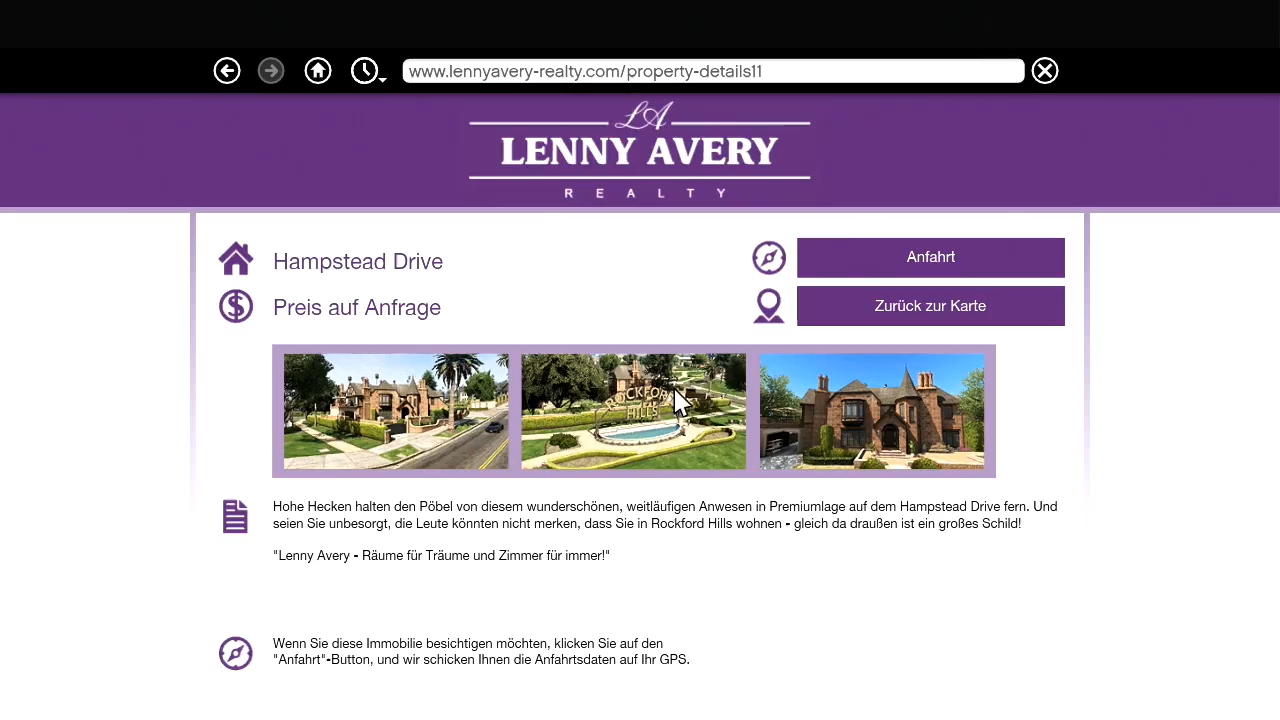 www.lennyavery-realty.com/property-details11
LA
LENNY AVERY
REALTY
Hampstead Drive
Anfahrt
Preis auf Anfrage
Zurück zur Karte
ROCKFORD
HILLS
Hohe Hecken halten den Pöbel von diesem wunderschönen, weitläufigen Anwesen in Premiumlage auf dem Hampstead Drive fern. Und
seien Sie unbesorgt, die Leute könnten nicht merken, dass Sie in Rockford Hills wohnen - gleich da draußen ist ein großes Schild!
"Lenny Avery - Räume für Träume und Zimmer für immer!"
Wenn Sie diese Immobilie besichtigen möchten, klicken Sie auf den
"Anfahrt"-Button, und wir schicken Ihnen die Anfahrtsdaten auf Ihr GPS.